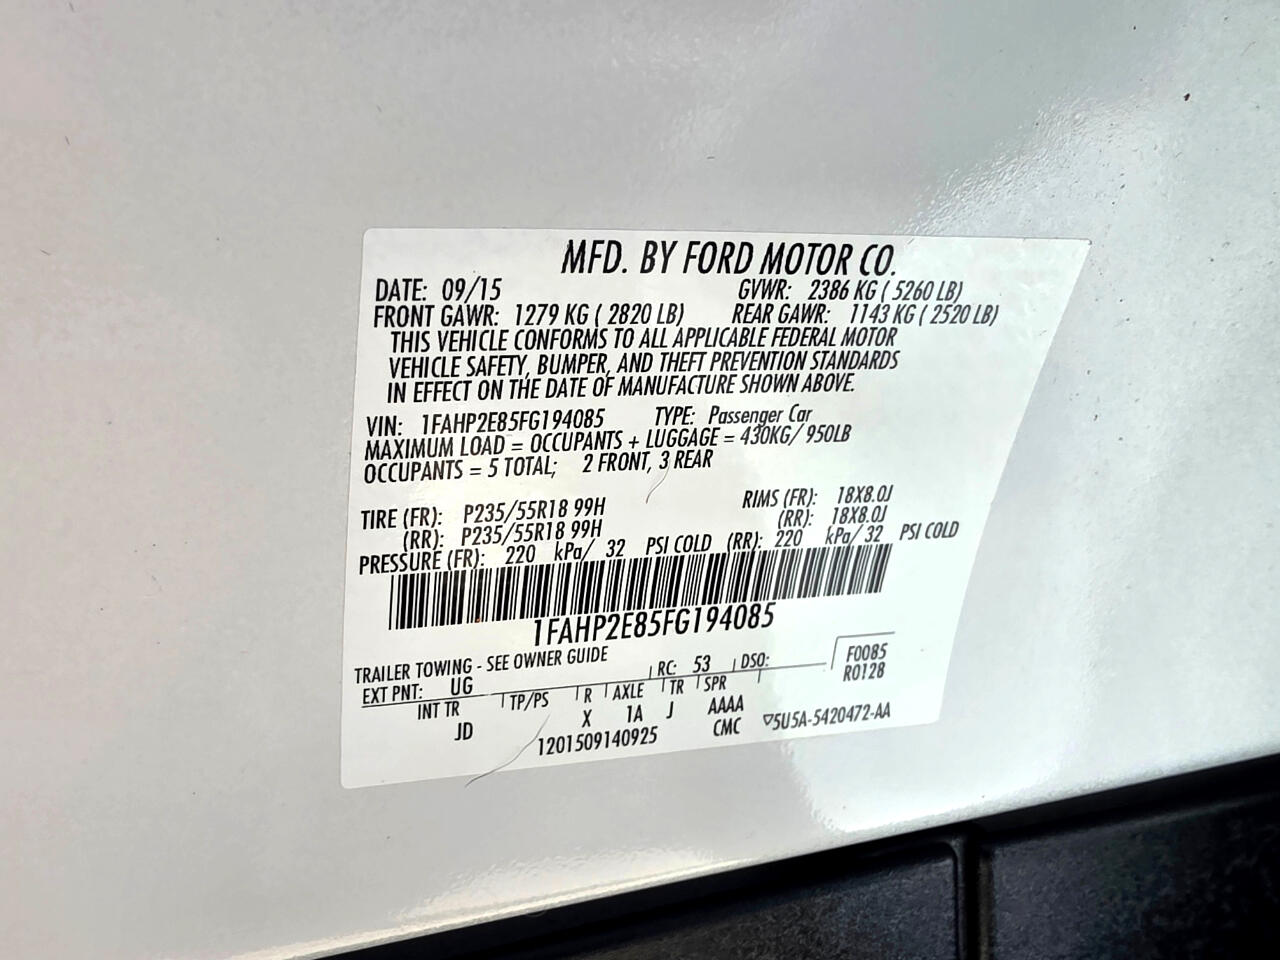 MFD. BY FORD MOTOR CO.
DATE: 09/15 GVWR: 2386 KG ( 5260 LB)
FRONT GAWR: 1279 KG ( 2820 LB) REAR GAWR: 1143 KG ( 2520 LB)
THIS VEHICLE CONFORMS TO ALL APPLICABLE FEDERAL MOTOR
VEHICLE SAFETY, BUMPER, AND THEFT PREVENTION STANDARDS
IN EFFECT ON THE DATE OF MANUFACTURE SHOWN ABOVE.
VIN: 1FAHP2E85FG194085 TYPE: Passenger Car
MAXIMUM LOAD = OCCUPANTS + LUGGAGE = 430KG/ 950LB
OCCUPANTS = 5 TOTAL; 2 FRONT, 3 REAR
TIRE (FR): P235/55R18 99H RIMS (FR): 18X8.0J
(RR): P235/55R18 99H (RR): 18X8.0J
PRESSURE (FR): 220 kPa/ 32 PSI COLD (RR): 220 kPa/ 32 PSI COLD
1FAHP2E85FG194085
TRAILER TOWING - SEE OWNER GUIDE
EXT PNT: UG RC: 53 DSO: F0085
R0128
INT TR TP/PS R AXLE TR SPR
JD X 1A J AAAA
1201509140925 CMC 5U5A-5420472-AA